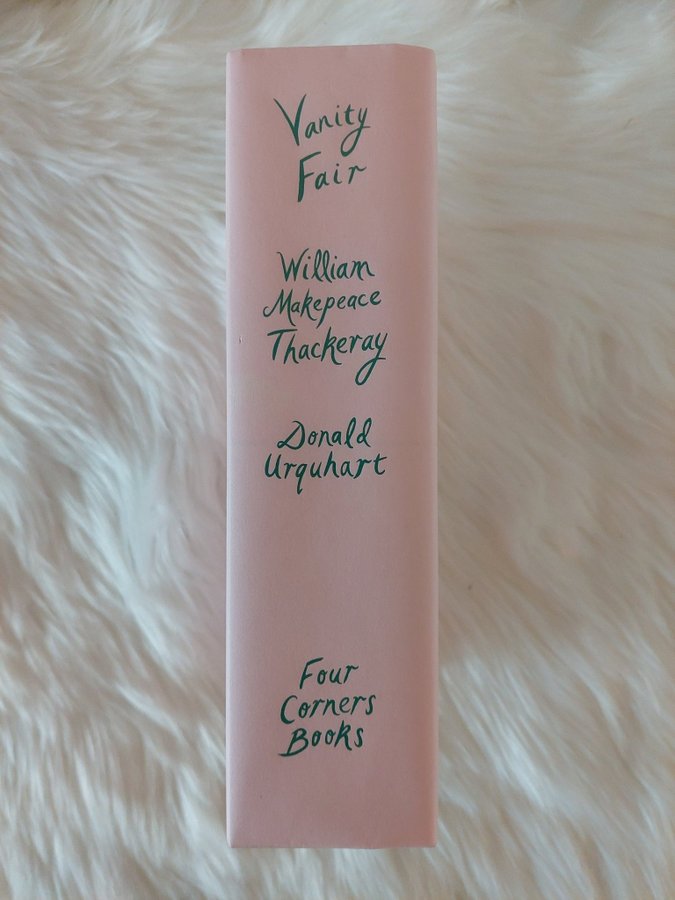 Vanity
Fair
William
Makepeace
Thackeray
Donald
Urquhart
Four
Corners
Books